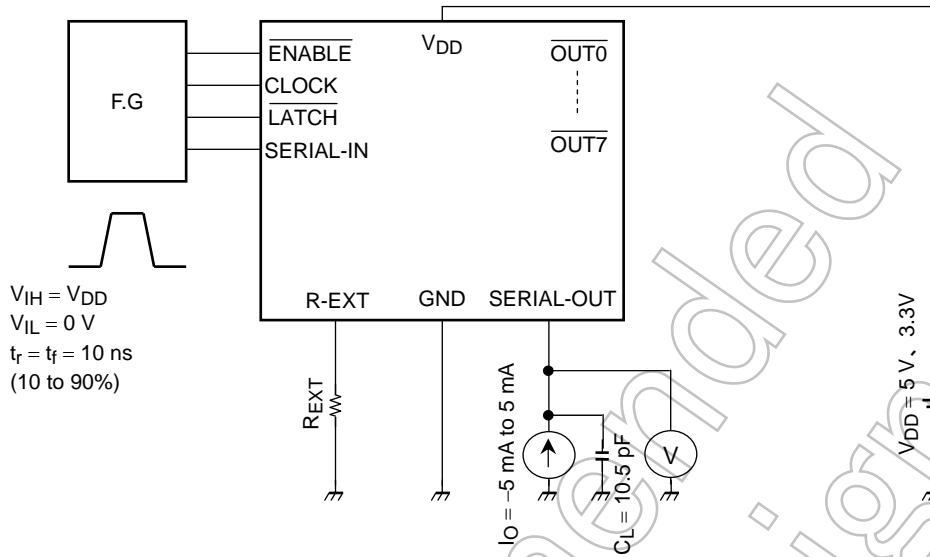 F.G
ENABLE
CLOCK
LATCH
SERIAL-IN
VDD
OUT0
OUT7
R-EXT
GND
SERIAL-OUT
VIH = VDD
VIL = 0 V
tr = tf = 10 ns
(10 to 90%)
REXT
IO = −5 mA to 5 mA
CL = 10.5 pF
V
VDD = 5 V、3.3V
ended
ign